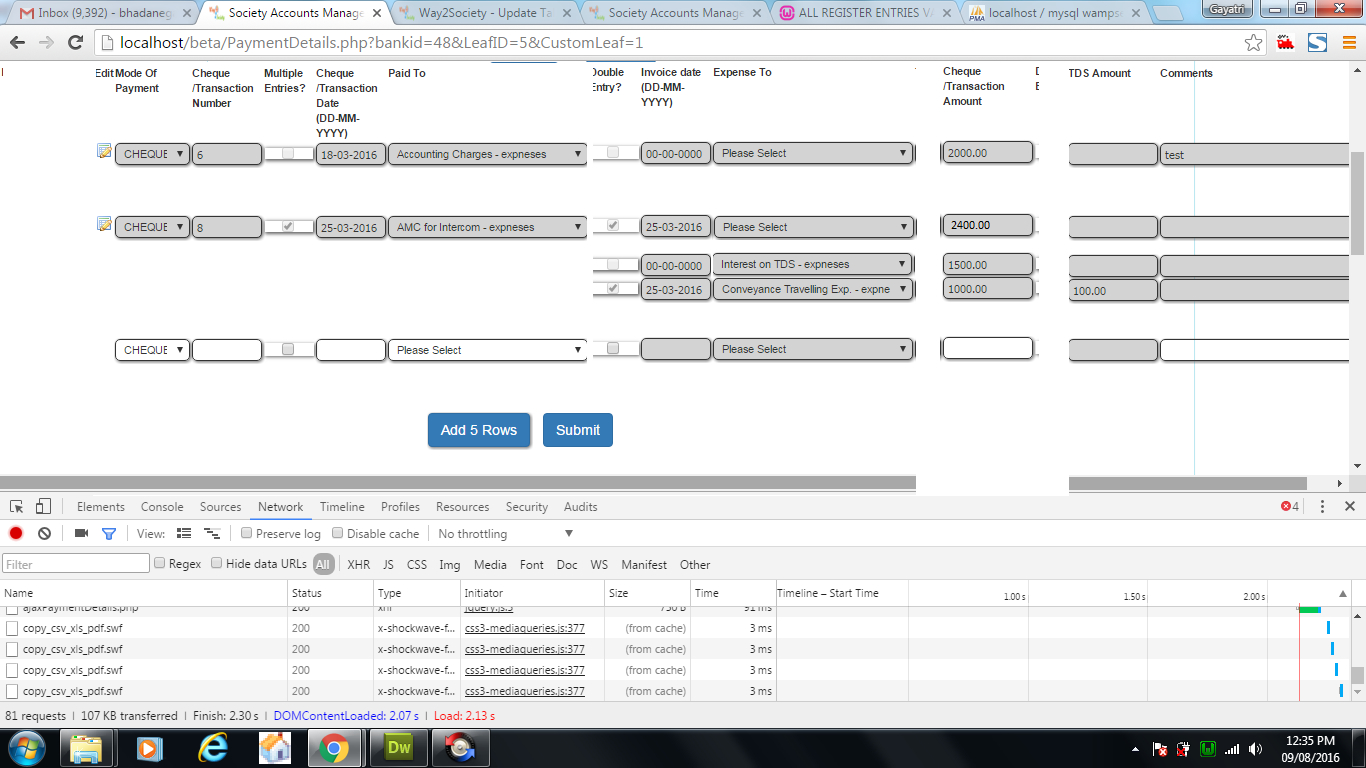 Inbox (9,392) - bhadaneg
Society Accounts Manage
Way2Society - Update Ta
Society Accounts Manage
ALL REGISTER ENTRIES V
localhost / mysql wampse
Gayatri
localhost/beta/PaymentDetails.php?bankid=48&LeafID=5&CustomLeaf=1
Edit Mode Of Payment
Cheque /Transaction Number
Multiple Entries?
Cheque /Transaction Date (DD-MM-YYYY)
Paid To
Double Entry?
Invoice date (DD-MM-YYYY)
Expense To
Cheque /Transaction Amount
TDS Amount
Comments
CHEQUE 6 18-03-2016 Accounting Charges - expneses 00-00-0000 Please Select 2000.00 test
CHEQUE 8 25-03-2016 AMC for Intercom - expneses 25-03-2016 Please Select 2400.00
00-00-0000 Interest on TDS - expneses 1500.00
25-03-2016 Conveyance Travelling Exp. - expne 1000.00 100.00
CHEQUE Please Select Please Select
Add 5 Rows Submit
Elements Console Sources Network Timeline Profiles Resources Security Audits 4
View: Preserve log Disable cache No throttling
Filter Regex Hide data URLs All XHR JS CSS Img Media Font Doc WS Manifest Other
Name Status Type Initiator Size Time Timeline – Start Time 1.00 s 1.50 s 2.00 s
ajaxPaymentDetails.php 200 xhr jquery.js:5 750 B 91 ms
copy_csv_xls_pdf.swf 200 x-shockwave-f... css3-mediaqueries.js:377 (from cache) 3 ms
copy_csv_xls_pdf.swf 200 x-shockwave-f... css3-mediaqueries.js:377 (from cache) 3 ms
copy_csv_xls_pdf.swf 200 x-shockwave-f... css3-mediaqueries.js:377 (from cache) 3 ms
copy_csv_xls_pdf.swf 200 x-shockwave-f... css3-mediaqueries.js:377 (from cache) 3 ms
81 requests | 107 KB transferred | Finish: 2.30 s | DOMContentLoaded: 2.07 s | Load: 2.13 s
Dw
12:35 PM
09/08/2016